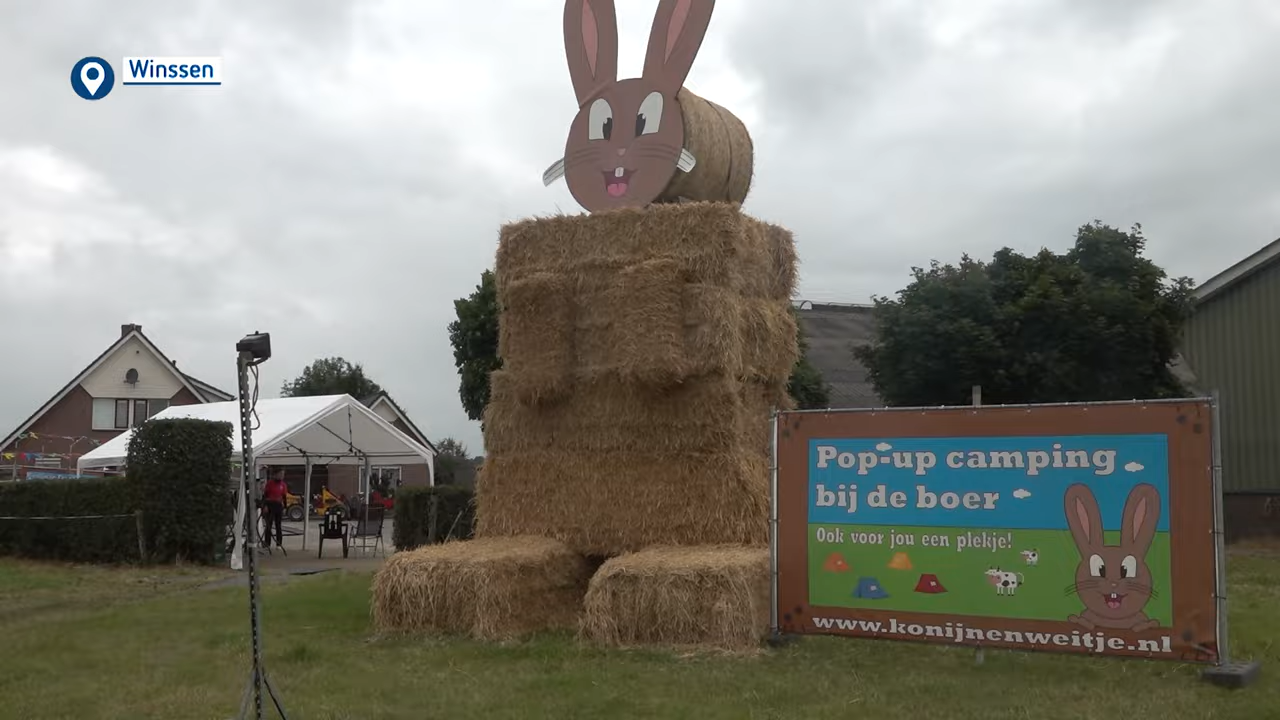 Winssen
Pop-up camping
bij de boer
Ook voor jou een plekje!
www.konijnenweitje.nl